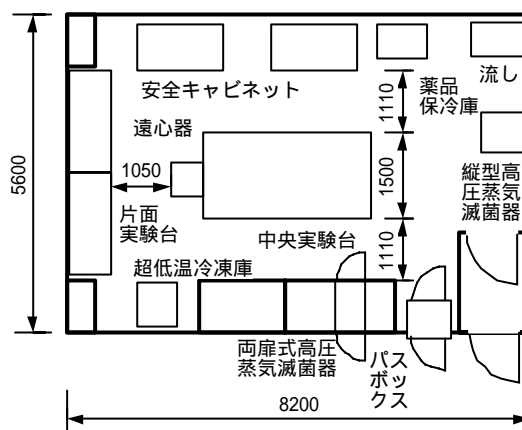 安全キャビネット
薬品
保冷庫
流し
遠心器
1110
1050
1500
5600
縦型高
圧蒸気
滅菌器
片面
実験台
中央実験台
1110
超低温冷凍庫
両扉式高圧
蒸気滅菌器
パス
ボッ
クス
8200